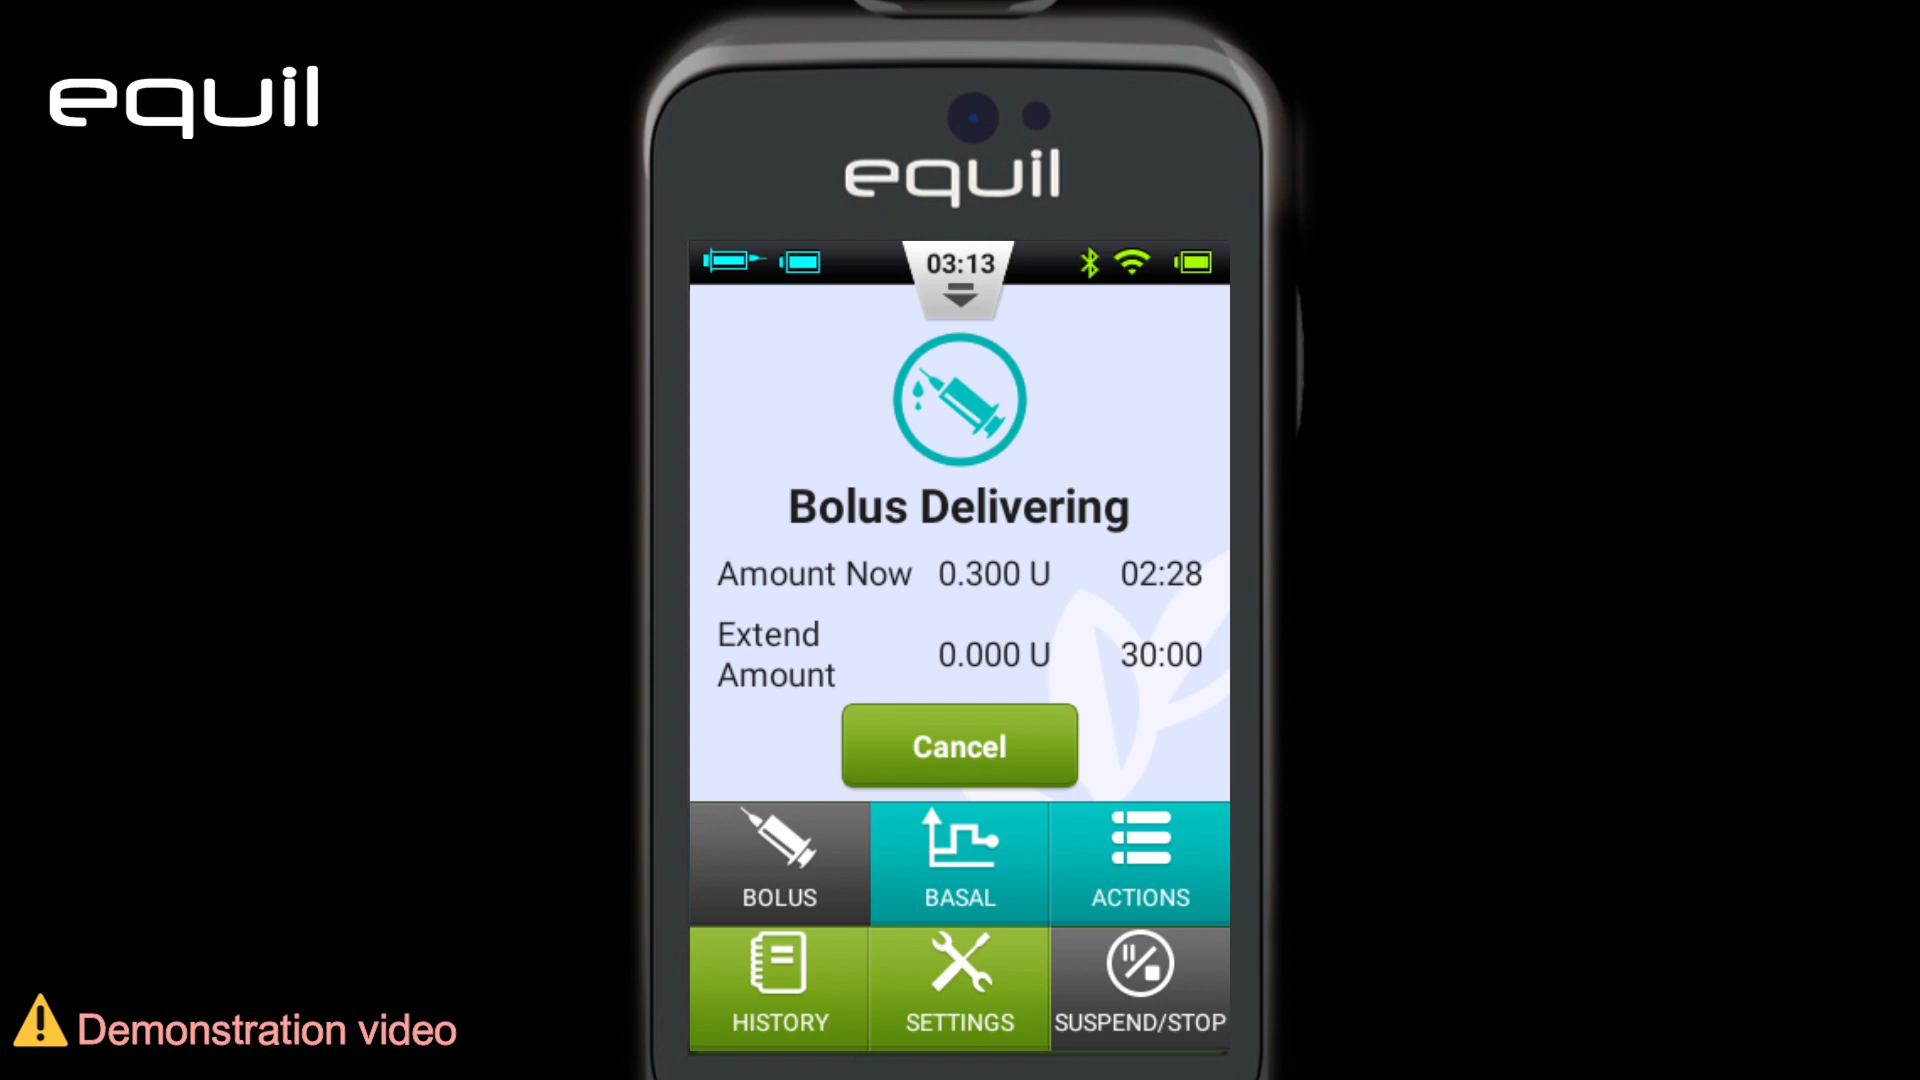 equil
equil
03:13
Bolus Delivering
Amount Now 0.300 U 02:28
Extend
Amount 0.000 U 30:00
Cancel
BOLUS BASAL ACTIONS
HISTORY SETTINGS SUSPEND/STOP
Demonstration video